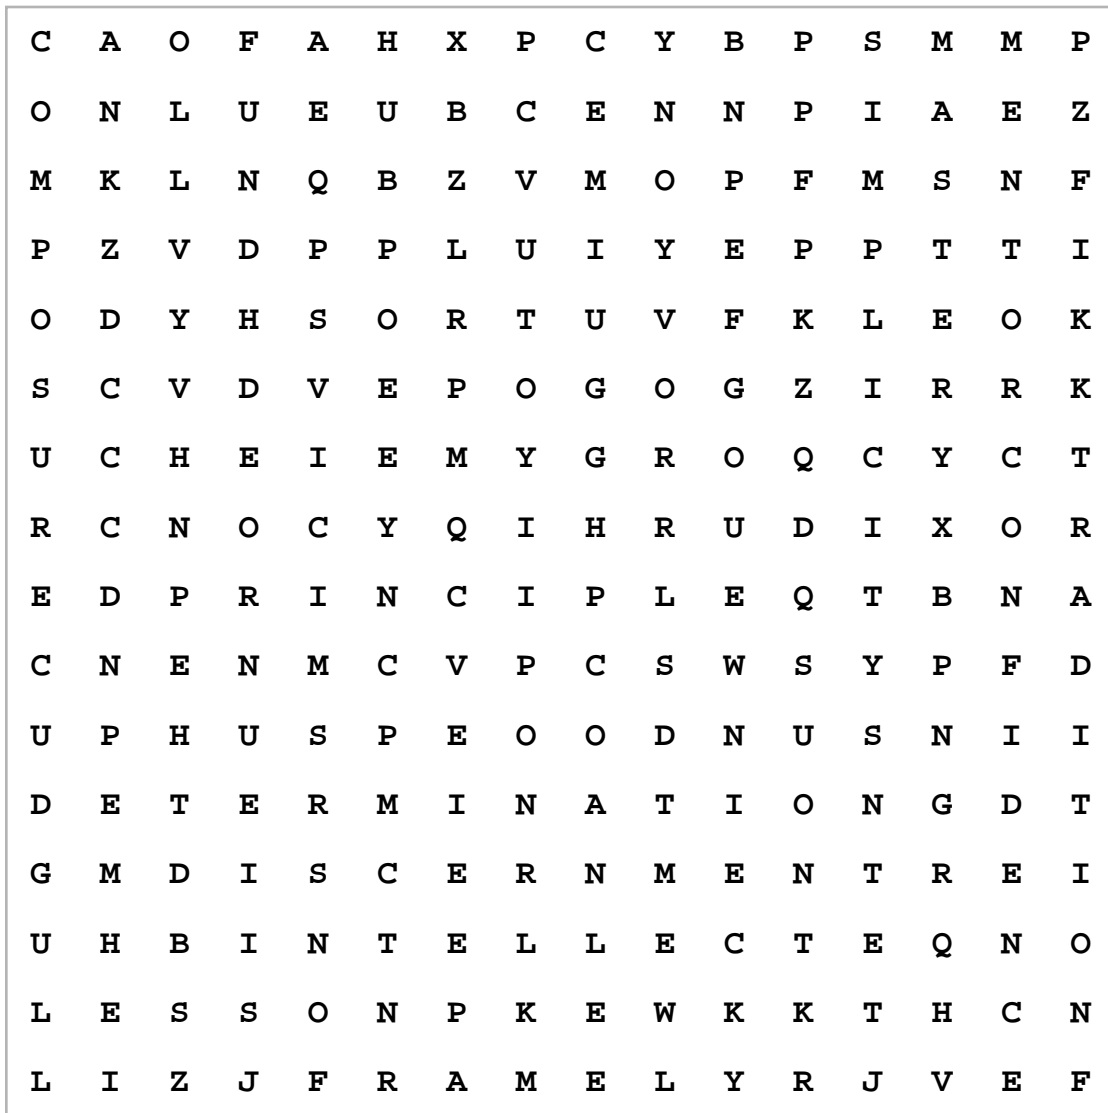 C A O F A H X P C Y B P S M M P
O N L U E U B C E N N P I A E Z
M K L N Q B Z V M O P F M S N F
P Z V D P P L U I Y E P P T T I
O D Y H S O R T U V F K L E O K
S C V D V E P O G O G Z I R R K
U C H E I E M Y G R O Q C Y C T
R C N O C Y Q I H R U D I X O R
E D P R I N C I P L E Q T B N A
C N E N M C V P C S W S Y P F D
U P H U S P E O O D N U S N I I
D E T E R M I N A T I O N G D T
G M D I S C E R N M E N T R E I
U H B I N T E L L E C T E Q N O
L E S S O N P K E W K K T H C N
L I Z J F R A M E L Y R J V E F